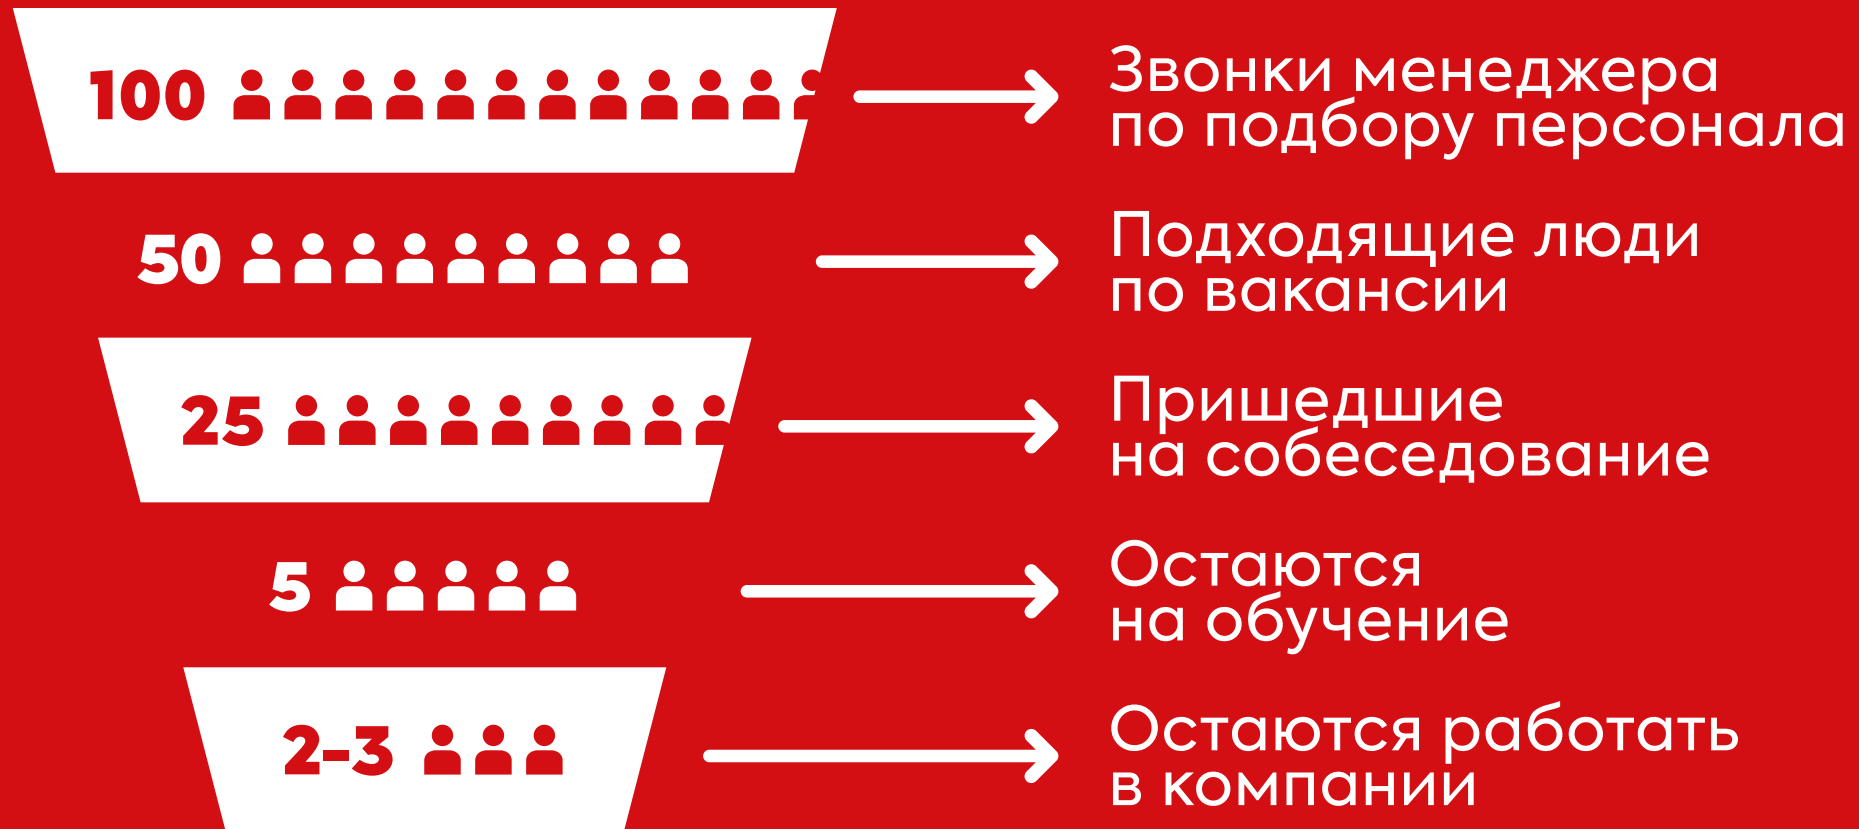 100
Звонки менеджера
по подбору персонала
50
Подходящие люди
по вакансии
25
Пришедшие
на собеседование
5
Остаются
на обучение
2-3
Остаются работать
в компании